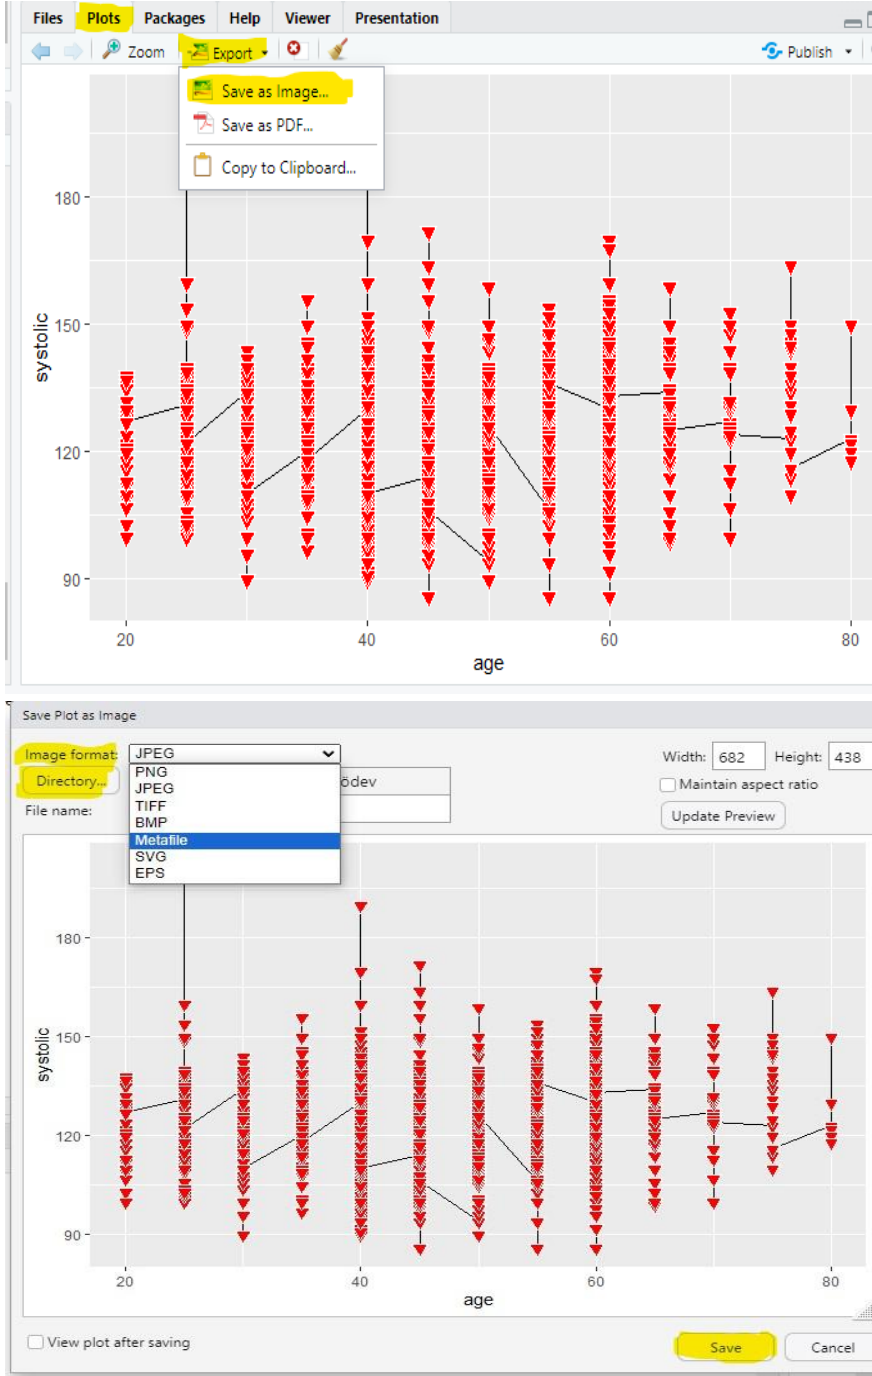 Files Plots Packages Help Viewer Presentation
Zoom Export Publish
Save as Image...
Save as PDF...
Copy to Clipboard...
180
150
120
90
systolic
20 40 60 80
age
Save Plot as Image
Image format: JPEG Width: 682 Height: 438
PNG
Directory... JPEG ödev Maintain aspect ratio
TIFF
File name: BMP Update Preview
Metafile
SVG
EPS
180
150
120
90
systolic
20 40 60 80
age
View plot after saving Save Cancel